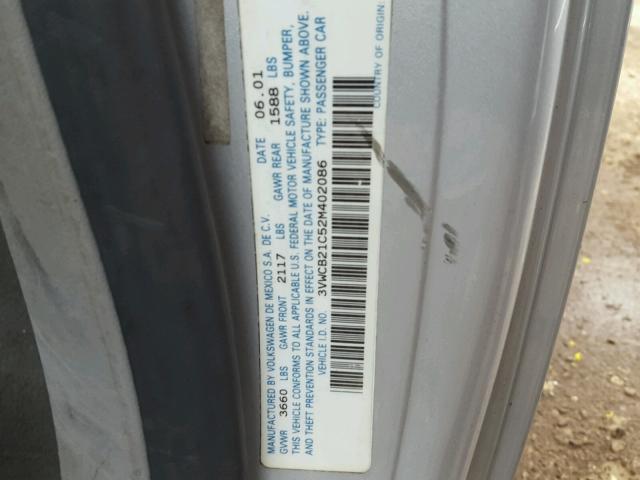 MANUFACTURED BY VOLKSWAGEN DE MEXICO S.A. DE C.V. DATE 06.01
GVWR 3660 LBS GAWR FRONT 2117 LBS GAWR REAR 1588 LBS
THIS VEHICLE CONFORMS TO ALL APPLICABLE U.S. FEDERAL MOTOR VEHICLE SAFETY, BUMPER,
AND THEFT PREVENTION STANDARDS IN EFFECT ON THE DATE OF MANUFACTURE SHOWN ABOVE.
VEHICLE I.D. NO. 3VWCB21C52M402086 TYPE: PASSENGER CAR
COUNTRY OF ORIGIN: